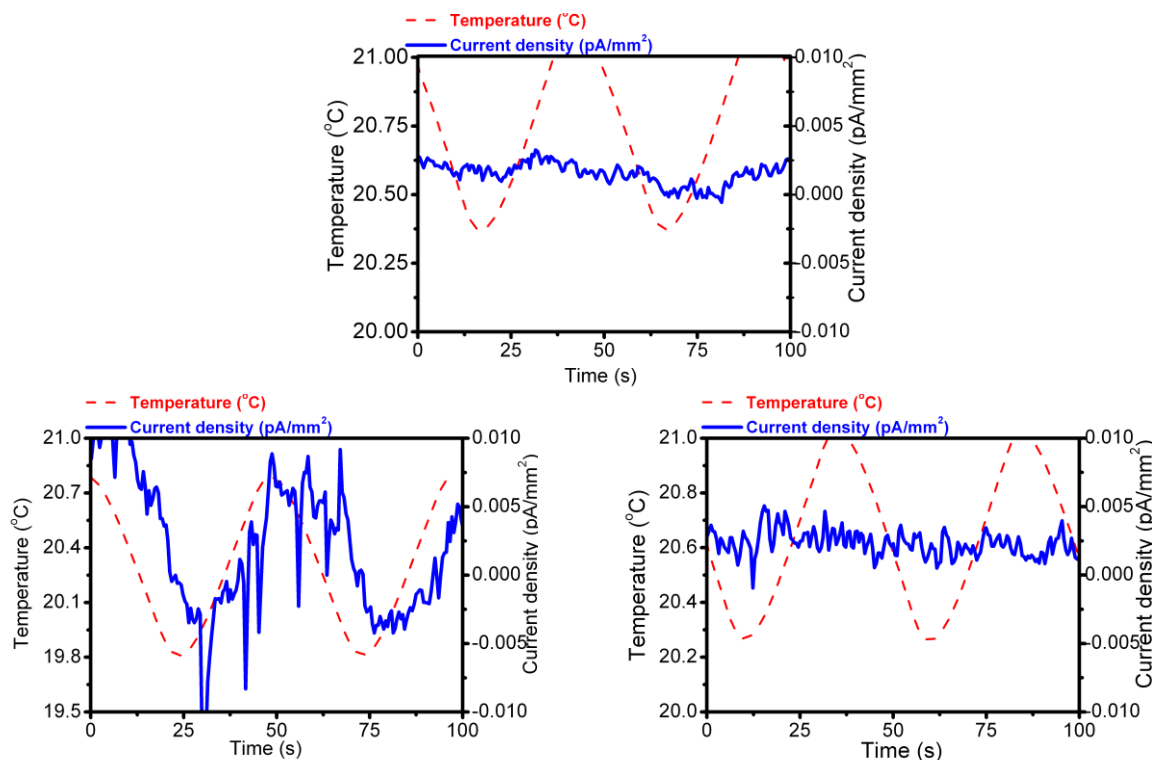 Temperature (°C)
Current density (pA/mm²)
21.00
20.75
20.50
20.25
20.00
Temperature (°C)
0.010
0.005
0.000
-0.005
-0.010
Current density (pA/mm²)
0 25 50 75 100
Time (s)
Temperature (°C)
Current density (pA/mm²)
21.0
20.7
20.4
20.1
19.8
19.5
Temperature (°C)
0.010
0.005
0.000
-0.005
-0.010
Current density (pA/mm²)
0 25 50 75 100
Time (s)
Temperature (°C)
Current density (pA/mm²)
21.0
20.8
20.6
20.4
20.2
20.0
Temperature (°C)
0.010
0.005
0.000
-0.005
-0.010
Current density (pA/mm²)
0 25 50 75 100
Time (s)